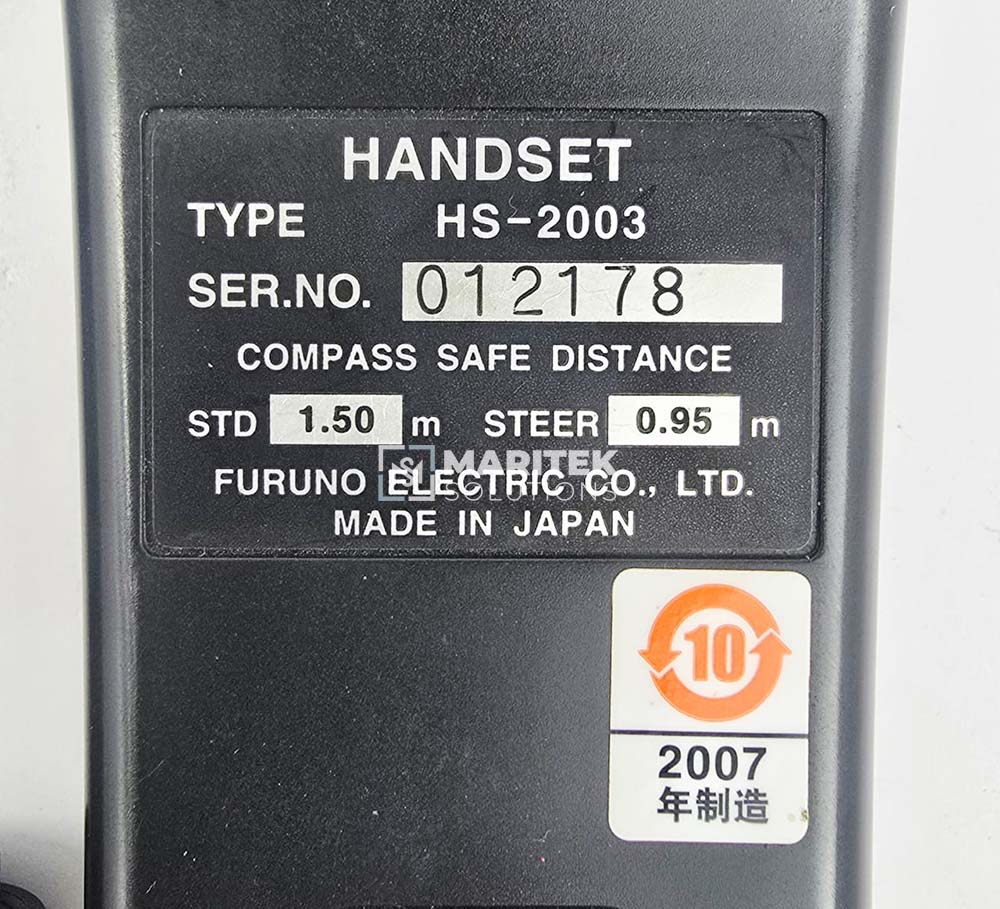 HANDSET
TYPE HS-2003
SER.NO. 012178
COMPASS SAFE DISTANCE
STD 1.50 m STEER 0.95 m
MARITEK
SOLUTIONS
FURUNO ELECTRIC CO., LTD.
MADE IN JAPAN
10
2007
年制造